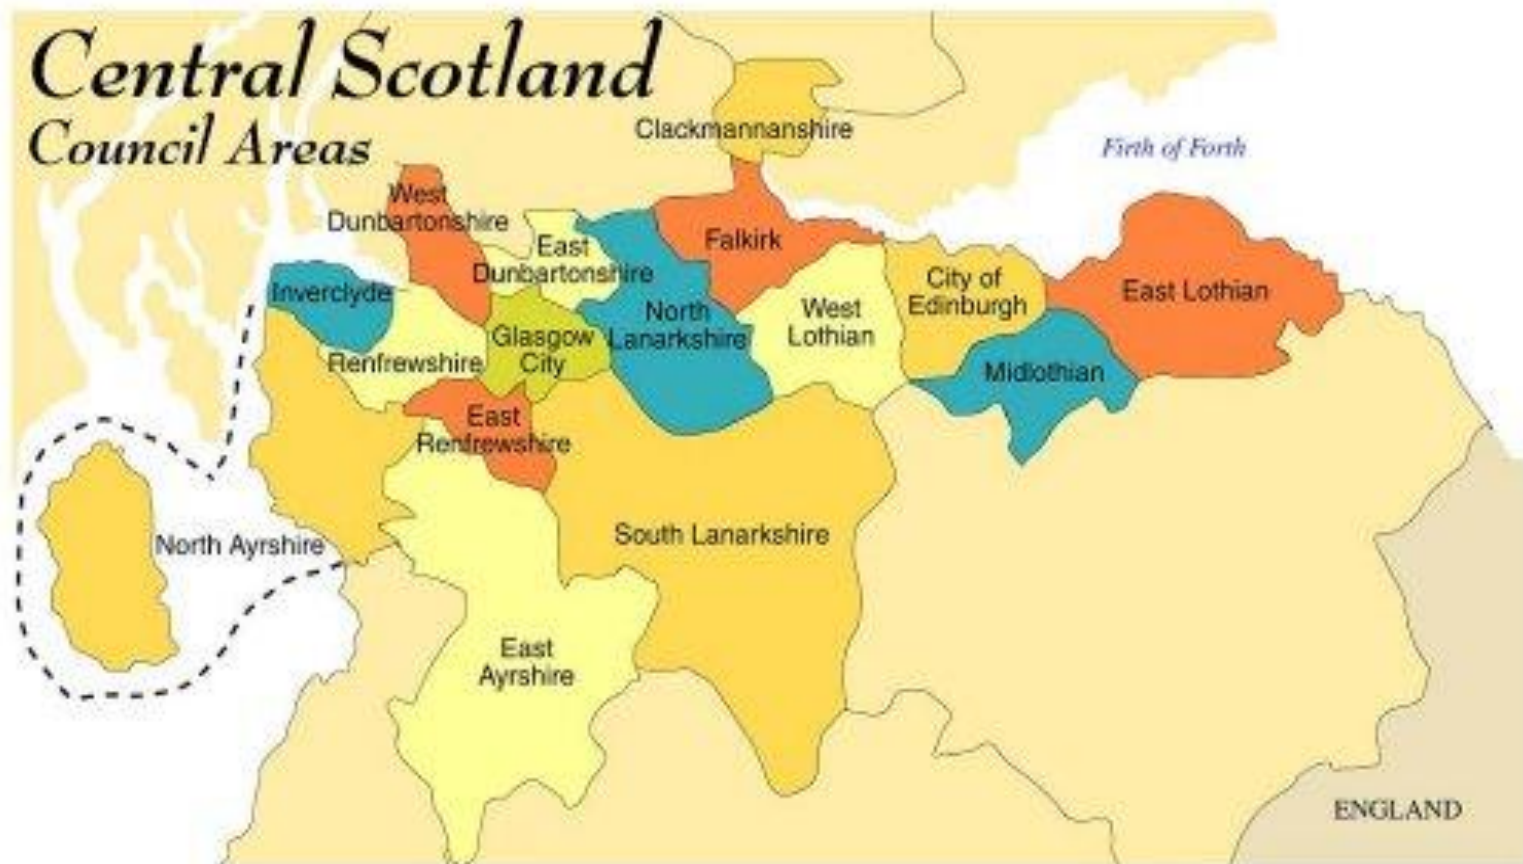 Central Scotland
Council Areas
Clackmannanshire
Firth of Forth
West
Dunbartonshire
East
Dunbartonshire
Falkirk
Inverclyde
North
Lanarkshire
West
Lothian
City of
Edinburgh
East Lothian
Glasgow
City
Renfrewshire
Midlothian
East
Renfrewshire
South Lanarkshire
North Ayrshire
East
Ayrshire
ENGLAND